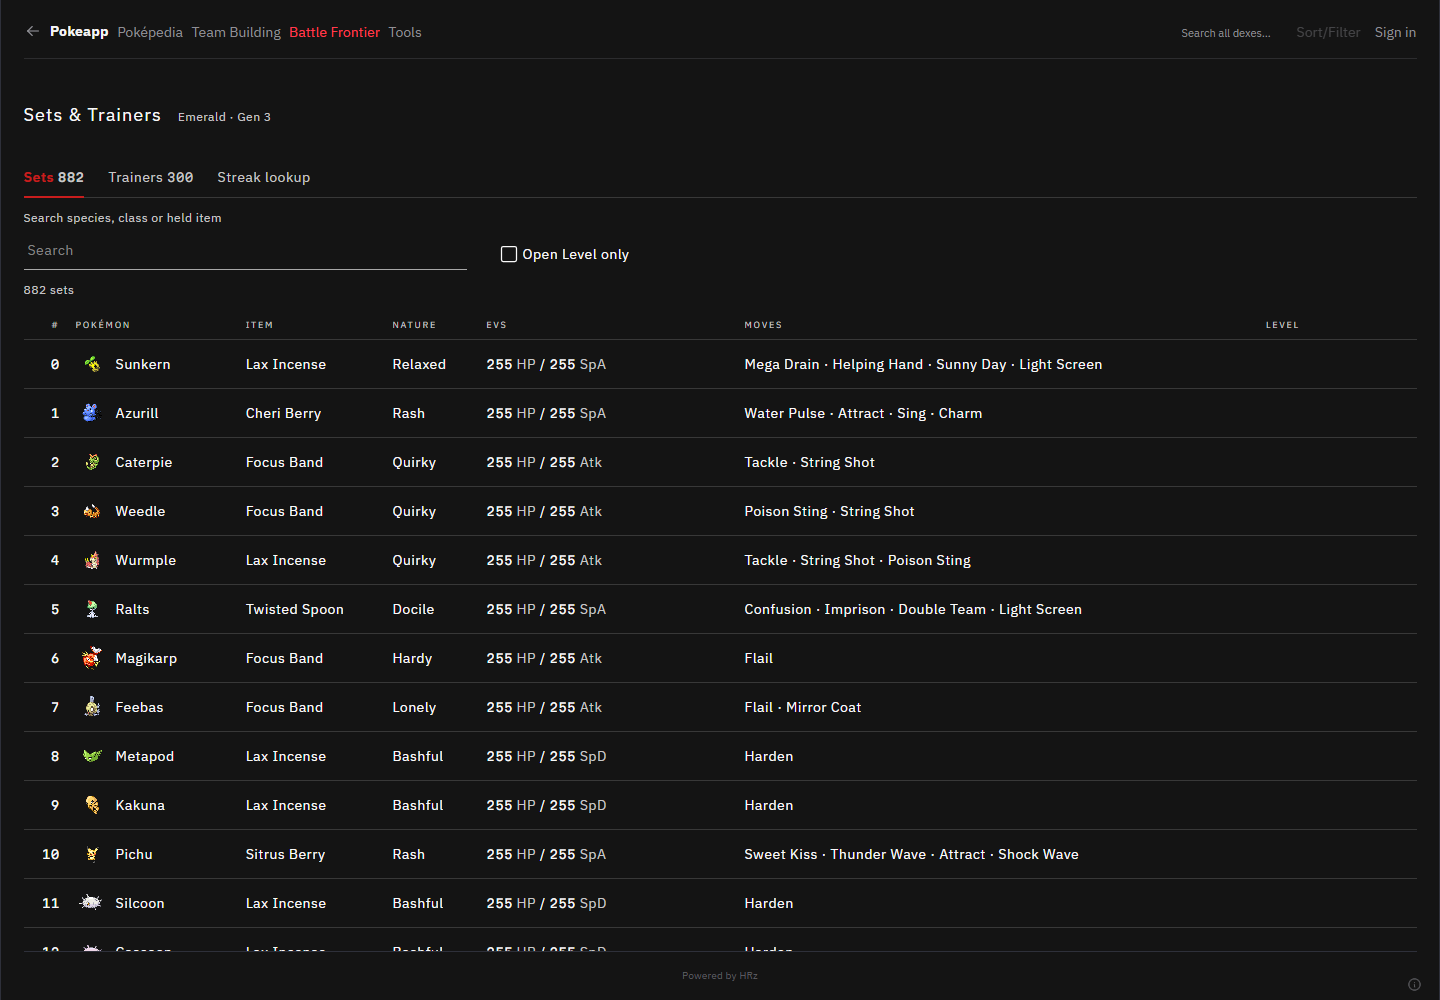 ← Pokeapp Poképedia Team Building Battle Frontier Tools Search all dexes... Sort/Filter Sign in
Sets & Trainers Emerald · Gen 3
Sets 882 Trainers 300 Streak lookup
Search species, class or held item
Search Open Level only
882 sets
# POKÉMON ITEM NATURE EVS MOVES LEVEL
0 Sunkern Lax Incense Relaxed 255 HP / 255 SpA Mega Drain · Helping Hand · Sunny Day · Light Screen
1 Azurill Cheri Berry Rash 255 HP / 255 SpA Water Pulse · Attract · Sing · Charm
2 Caterpie Focus Band Quirky 255 HP / 255 Atk Tackle · String Shot
3 Weedle Focus Band Quirky 255 HP / 255 Atk Poison Sting · String Shot
4 Wurmple Lax Incense Quirky 255 HP / 255 Atk Tackle · String Shot · Poison Sting
5 Ralts Twisted Spoon Docile 255 HP / 255 SpA Confusion · Imprison · Double Team · Light Screen
6 Magikarp Focus Band Hardy 255 HP / 255 Atk Flail
7 Feebas Focus Band Lonely 255 HP / 255 Atk Flail · Mirror Coat
8 Metapod Lax Incense Bashful 255 HP / 255 SpD Harden
9 Kakuna Lax Incense Bashful 255 HP / 255 SpD Harden
10 Pichu Sitrus Berry Rash 255 HP / 255 SpA Sweet Kiss · Thunder Wave · Attract · Shock Wave
11 Silcoon Lax Incense Bashful 255 HP / 255 SpD Harden
Powered by HRz